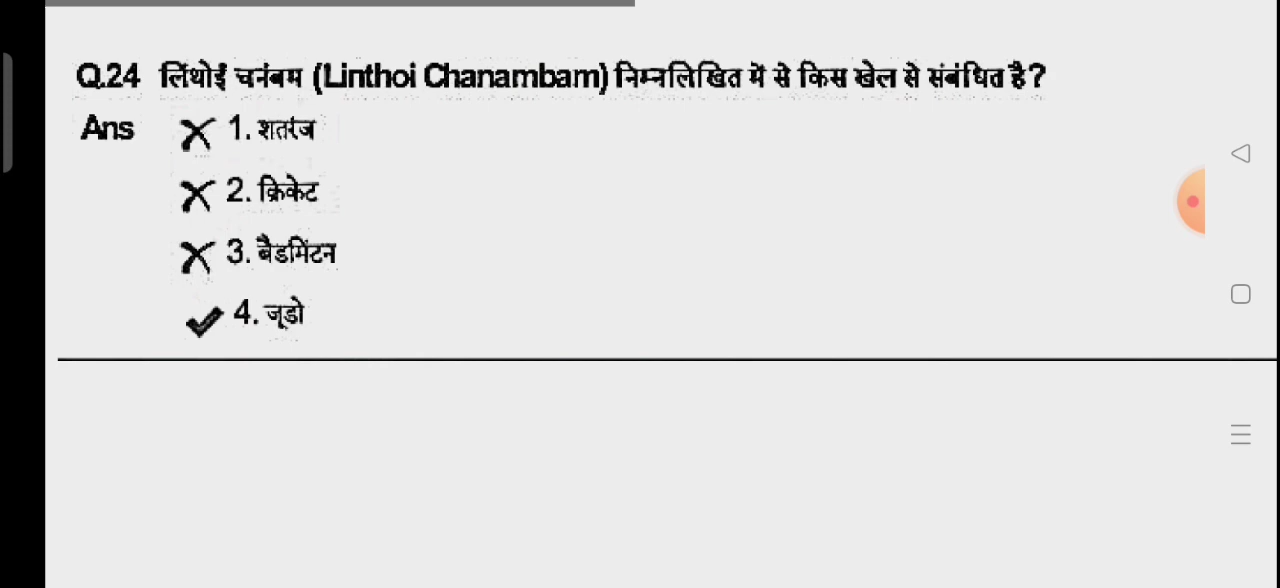 Q.24 लिंथोई चनंबम (Linthoi Chanambam) निम्नलिखित में से किस खेल से संबंधित है?
Ans 1. शतरंज
2. क्रिकेट
3. बैडमिंटन
4. जूडो